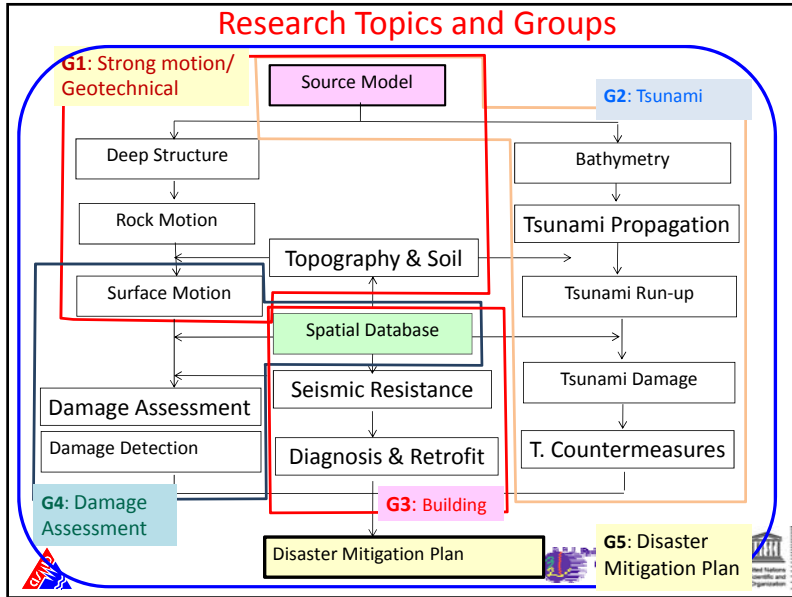 Research Topics and Groups
G1: Strong motion/
Geotechnical
Source Model
G2: Tsunami
Deep Structure
Bathymetry
Rock Motion
Tsunami Propagation
Topography & Soil
Surface Motion
Tsunami Run-up
Spatial Database
Tsunami Damage
Seismic Resistance
Damage Assessment
Damage Detection
Diagnosis & Retrofit
T. Countermeasures
G4: Damage
Assessment
G3: Building
Disaster Mitigation Plan
G5: Disaster
Mitigation Plan
Nations
Organization